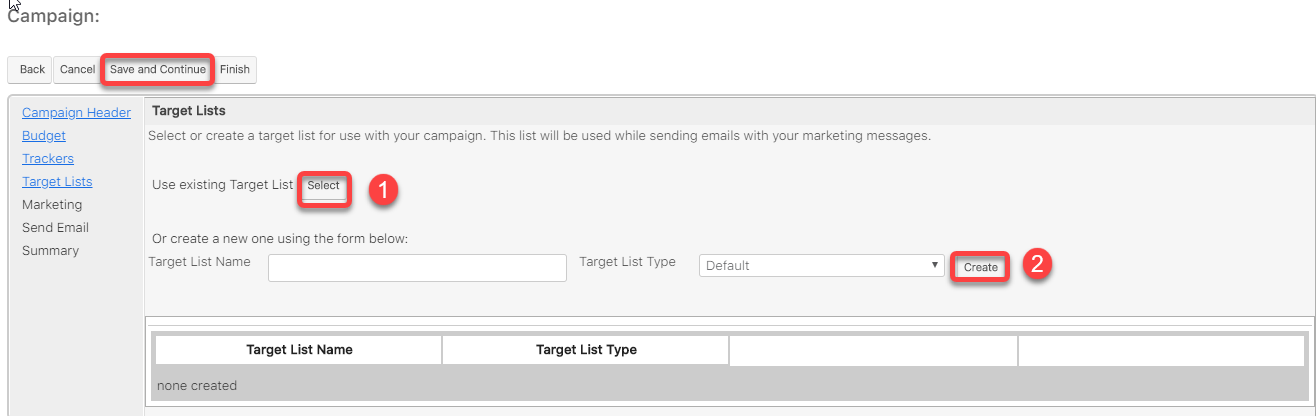 Campaign:
Back Cancel Save and Continue Finish
Campaign Header
Budget
Trackers
Target Lists
Marketing
Send Email
Summary
Target Lists
Select or create a target list for use with your campaign. This list will be used while sending emails with your marketing messages.
Use existing Target List Select 1
Or create a new one using the form below:
Target List Name Target List Type Default Create 2
Target List Name Target List Type
none created